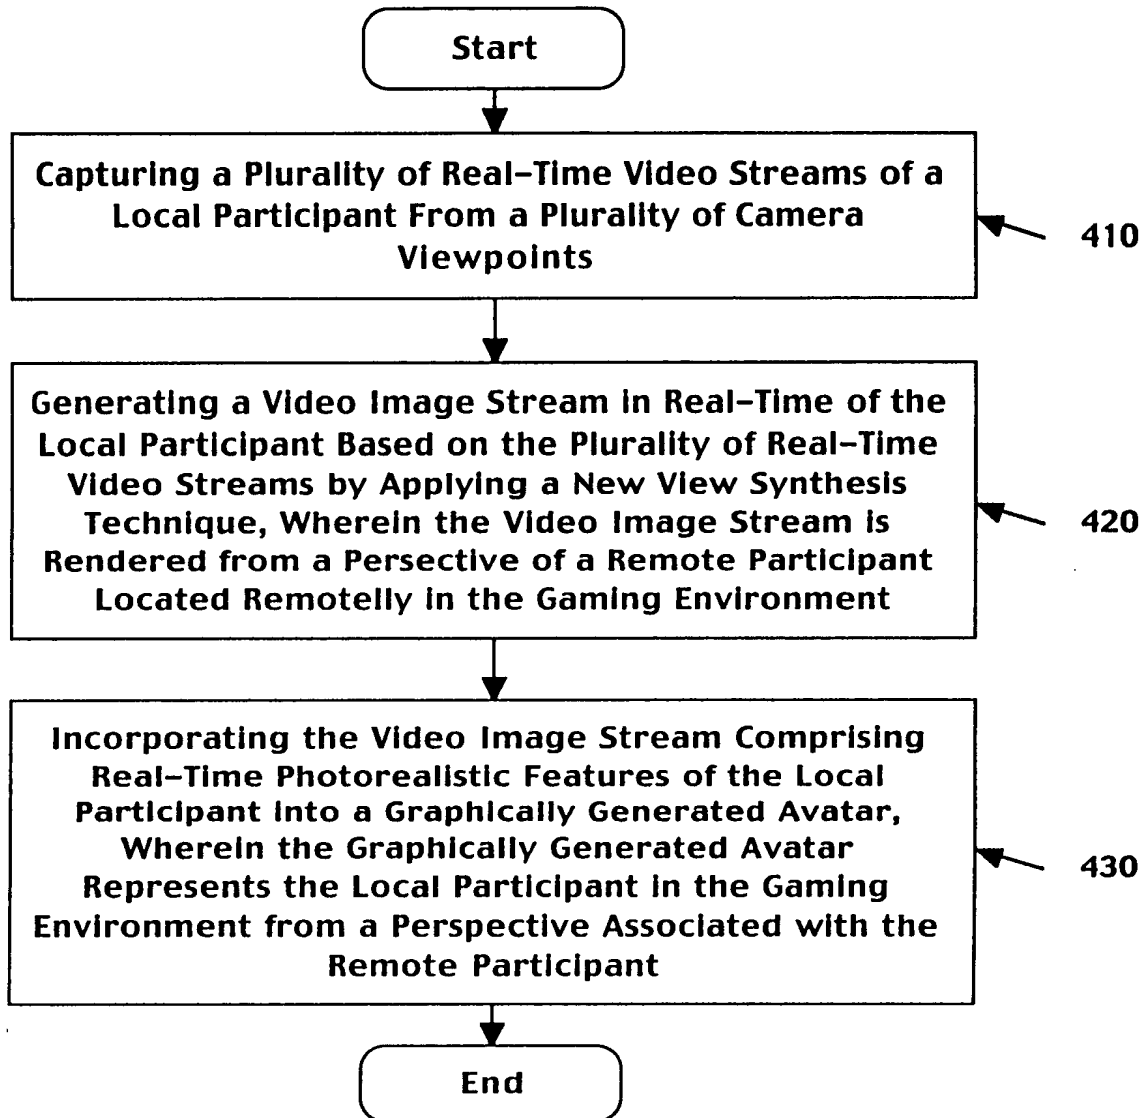 Start
Capturing a Plurality of Real-Time Video Streams of a
Local Participant From a Plurality of Camera
Viewpoints
410
Generating a Video Image Stream in Real-Time of the
Local Participant Based on the Plurality of Real-Time
Video Streams by Applying a New View Synthesis
Technique, Wherein the Video Image Stream is
Rendered from a Persective of a Remote Participant
Located Remotelly in the Gaming Environment
420
Incorporating the Video Image Stream Comprising
Real-Time Photorealistic Features of the Local
Participant into a Graphically Generated Avatar,
Wherein the Graphically Generated Avatar
Represents the Local Participant in the Gaming
Environment from a Perspective Associated with the
Remote Participant
430
End